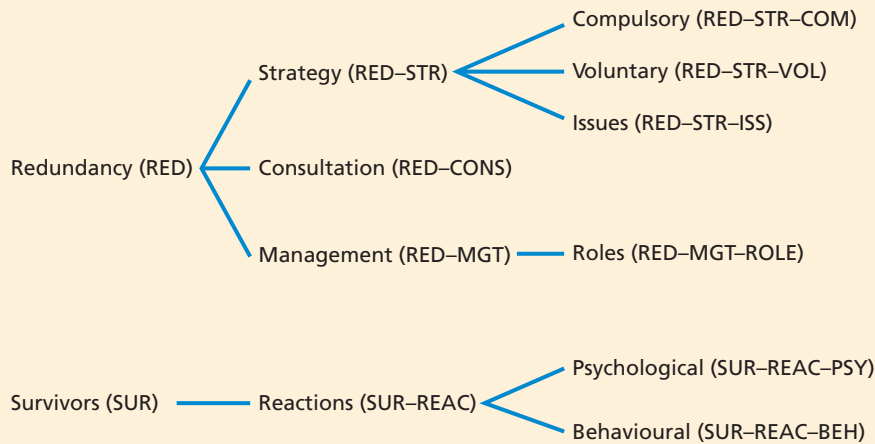 Compulsory (RED–STR–COM)
Strategy (RED–STR)
Voluntary (RED–STR–VOL)
Issues (RED–STR–ISS)
Redundancy (RED)
Consultation (RED–CONS)
Management (RED–MGT)
Roles (RED–MGT–ROLE)
Psychological (SUR–REAC–PSY)
Survivors (SUR)
Reactions (SUR–REAC)
Behavioural (SUR–REAC–BEH)